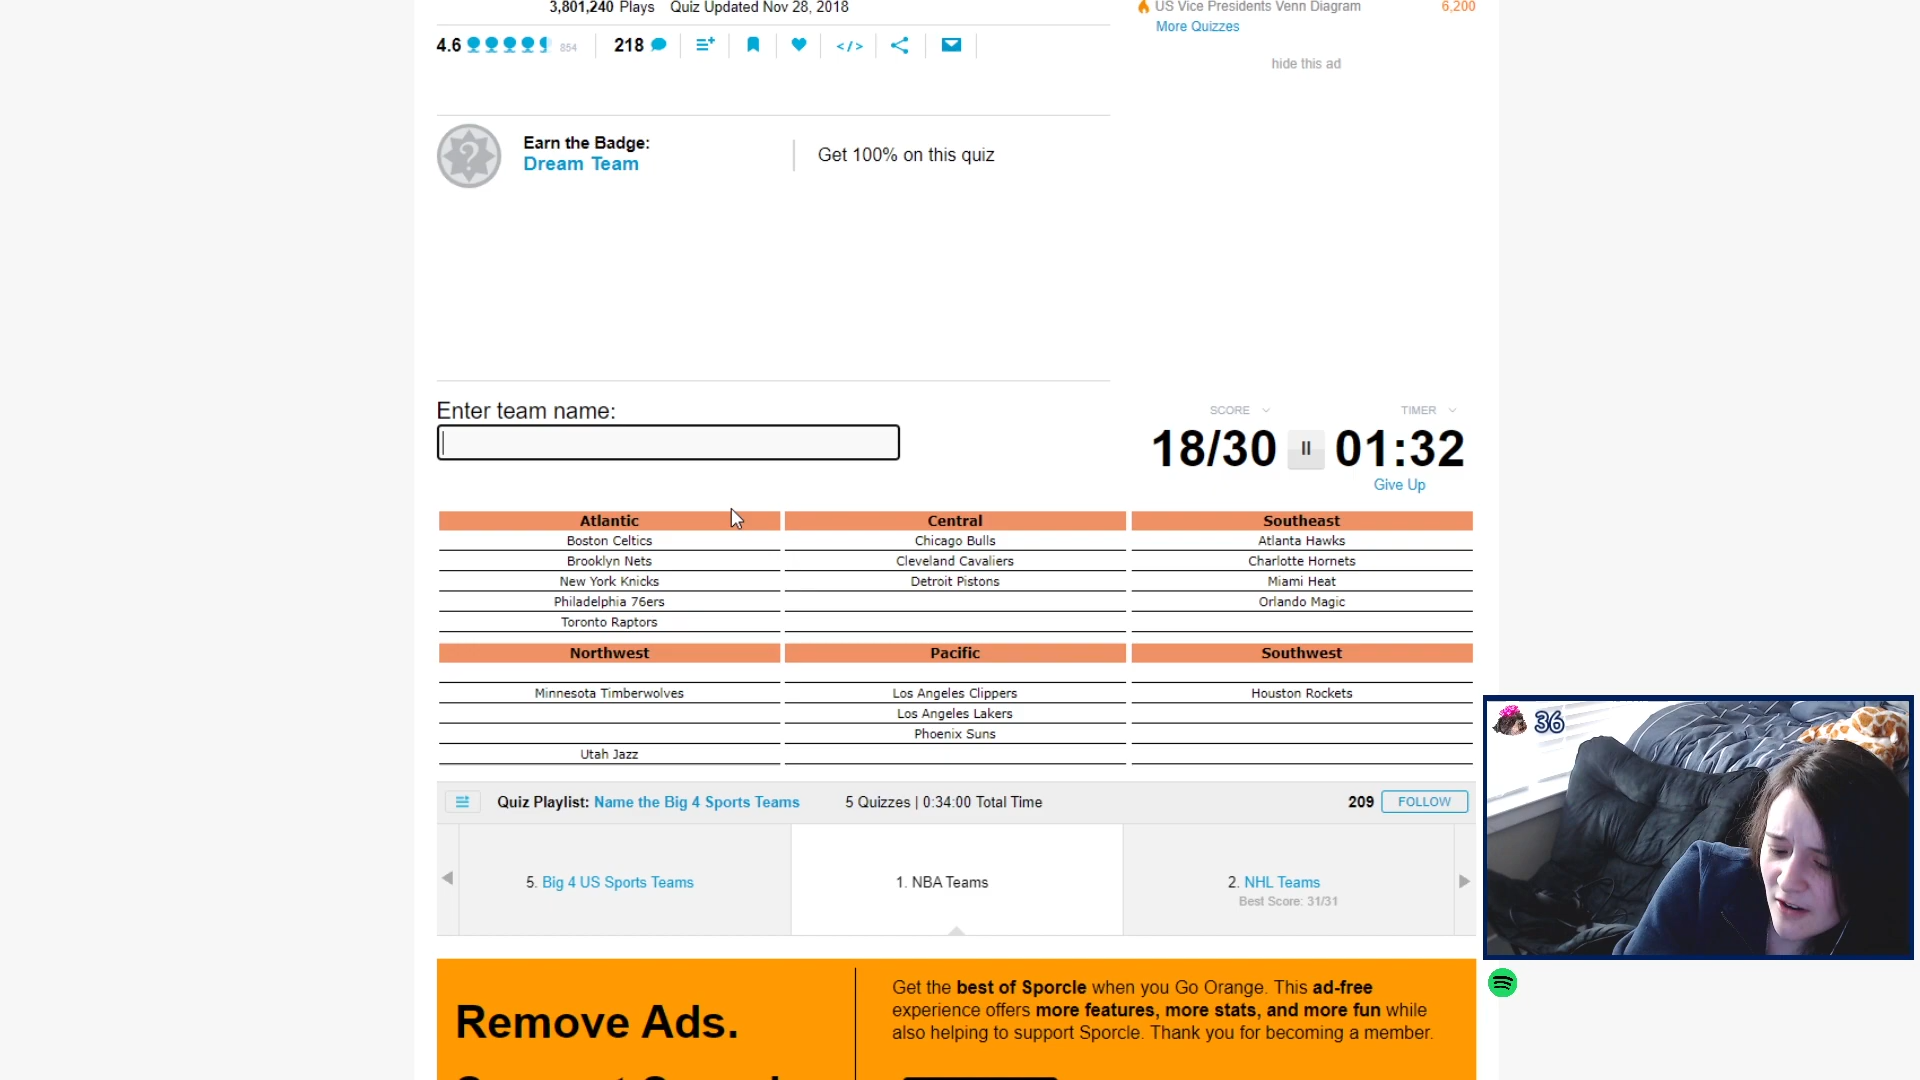 3,801,240 Plays Quiz Updated Nov 28, 2018
US Vice Presidents Venn Diagram 6,200
More Quizzes
4.6 854 218 </>
hide this ad
Earn the Badge:
Dream Team
Get 100% on this quiz
Enter team name:
SCORE TIMER
18/30 01:32
Give Up
Atlantic Central Southeast
Boston Celtics Chicago Bulls Atlanta Hawks
Brooklyn Nets Cleveland Cavaliers Charlotte Hornets
New York Knicks Detroit Pistons Miami Heat
Philadelphia 76ers Orlando Magic
Toronto Raptors
Northwest Pacific Southwest
Minnesota Timberwolves Los Angeles Clippers Houston Rockets
Los Angeles Lakers
Phoenix Suns
Utah Jazz
36
Quiz Playlist: Name the Big 4 Sports Teams 5 Quizzes | 0:34:00 Total Time 209 FOLLOW
5. Big 4 US Sports Teams 1. NBA Teams 2. NHL Teams
Best Score: 31/31
Remove Ads.
Get the best of Sporcle when you Go Orange. This ad-free
experience offers more features, more stats, and more fun while
also helping to support Sporcle. Thank you for becoming a member.